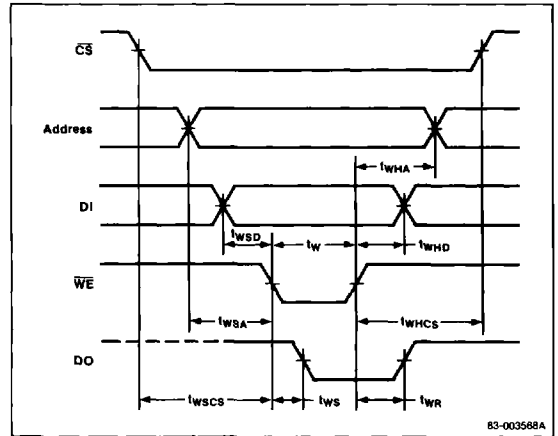 CS
Address
tWHA
DI
tWSD
tW
tWHD
WE
tWSA
tWHCS
DO
tWSCS
tWS
tWR
83-003568A